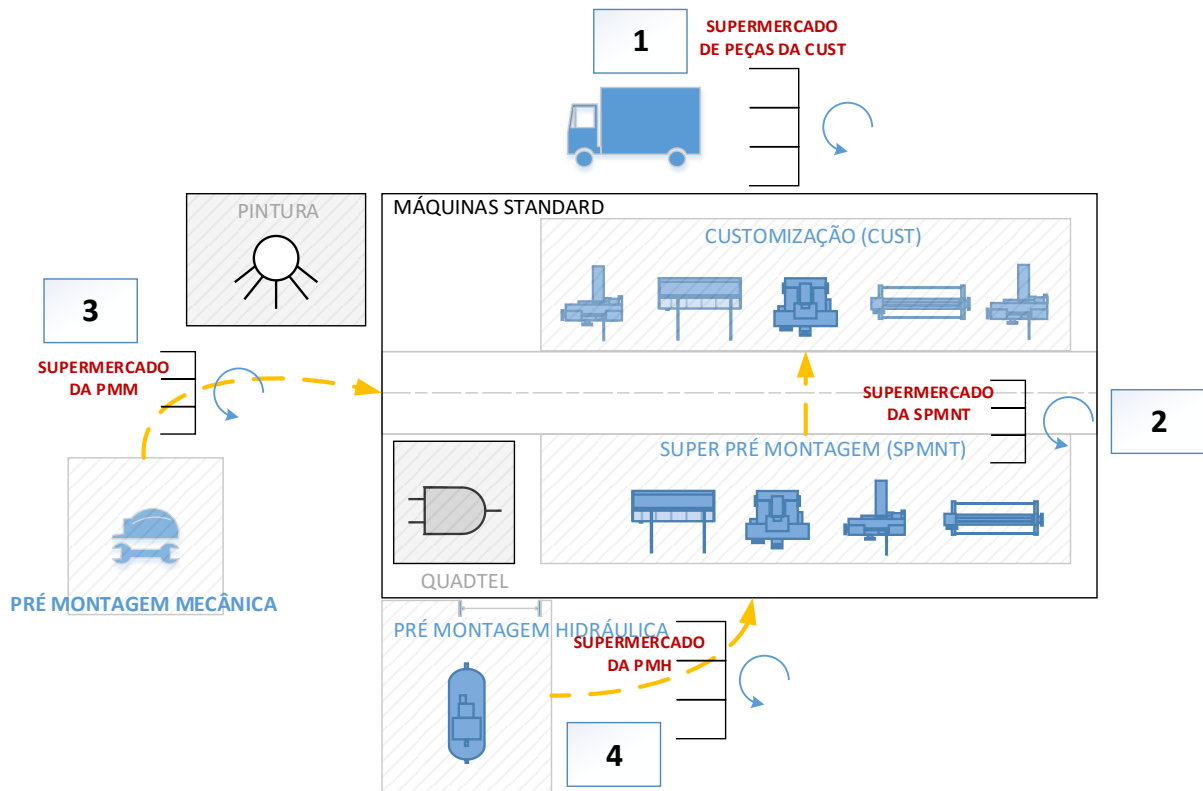 1
SUPERMERCADO
DE PEÇAS DA CUST
PINTURA
MÁQUINAS STANDARD
CUSTOMIZAÇÃO (CUST)
3
SUPERMERCADO
DA PMM
SUPERMERCADO
DA SPMNT
2
SUPER PRÉ MONTAGEM (SPMNT)
QUADTEL
PRÉ MONTAGEM MECÂNICA
PRÉ MONTAGEM HIDRÁULICA
SUPERMERCADO
DA PMH
4